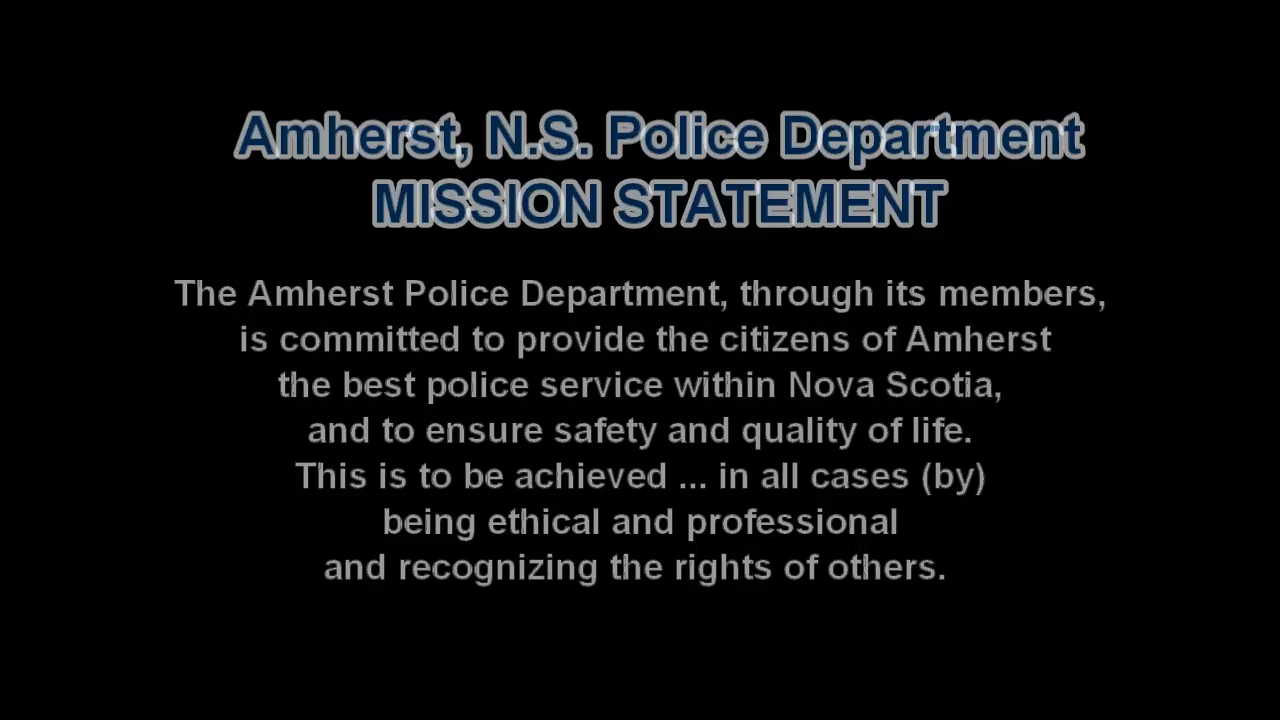 Amherst, N.S. Police Department
MISSION STATEMENT
The Amherst Police Department, through its members,
is committed to provide the citizens of Amherst
the best police service within Nova Scotia,
and to ensure safety and quality of life.
This is to be achieved ... in all cases (by)
being ethical and professional
and recognizing the rights of others.